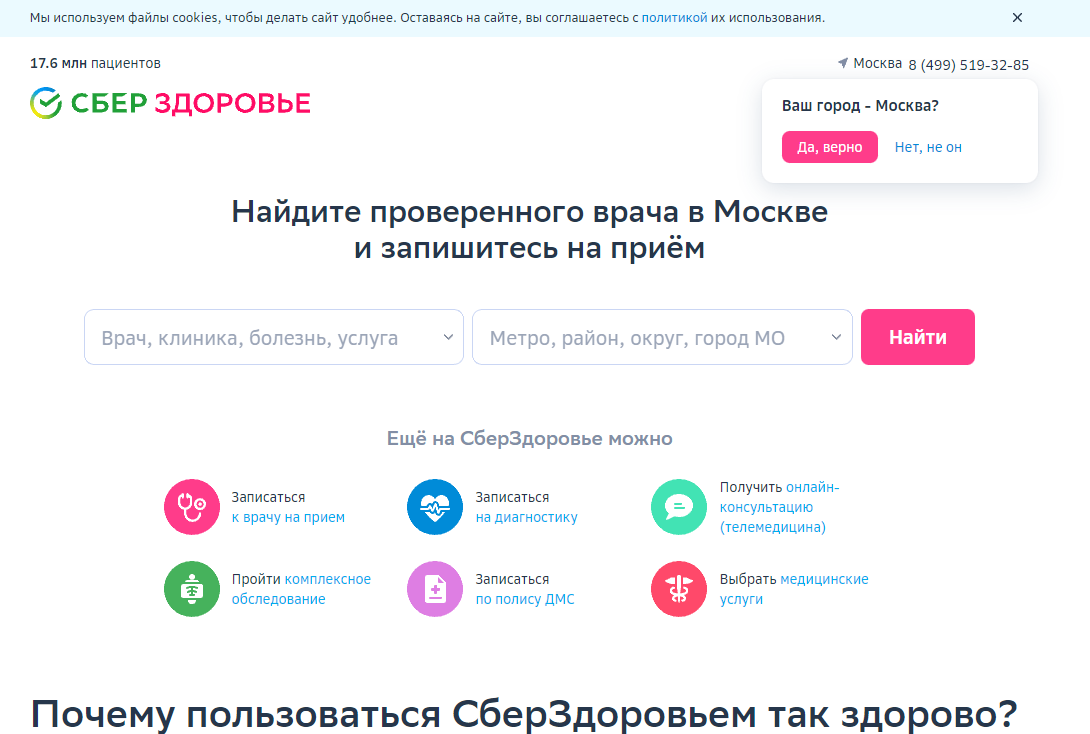 Мы используем файлы cookies, чтобы делать сайт удобнее. Оставаясь на сайте, вы соглашаетесь с политикой их использования.
17.6 млн пациентов
Москва 8 (499) 519-32-85
СБЕР ЗДОРОВЬЕ
Ваш город - Москва?
Да, верно Нет, не он
Найдите проверенного врача в Москве
и запишитесь на приём
Врач, клиника, болезнь, услуга
Метро, район, округ, город МО
Найти
Ещё на СберЗдоровье можно
Записаться
к врачу на прием
Записаться
на диагностику
Получить онлайн-
консультацию
(телемедицина)
Пройти комплексное
обследование
Записаться
по полису ДМС
Выбрать медицинские
услуги
Почему пользоваться СберЗдоровьем так здорово?